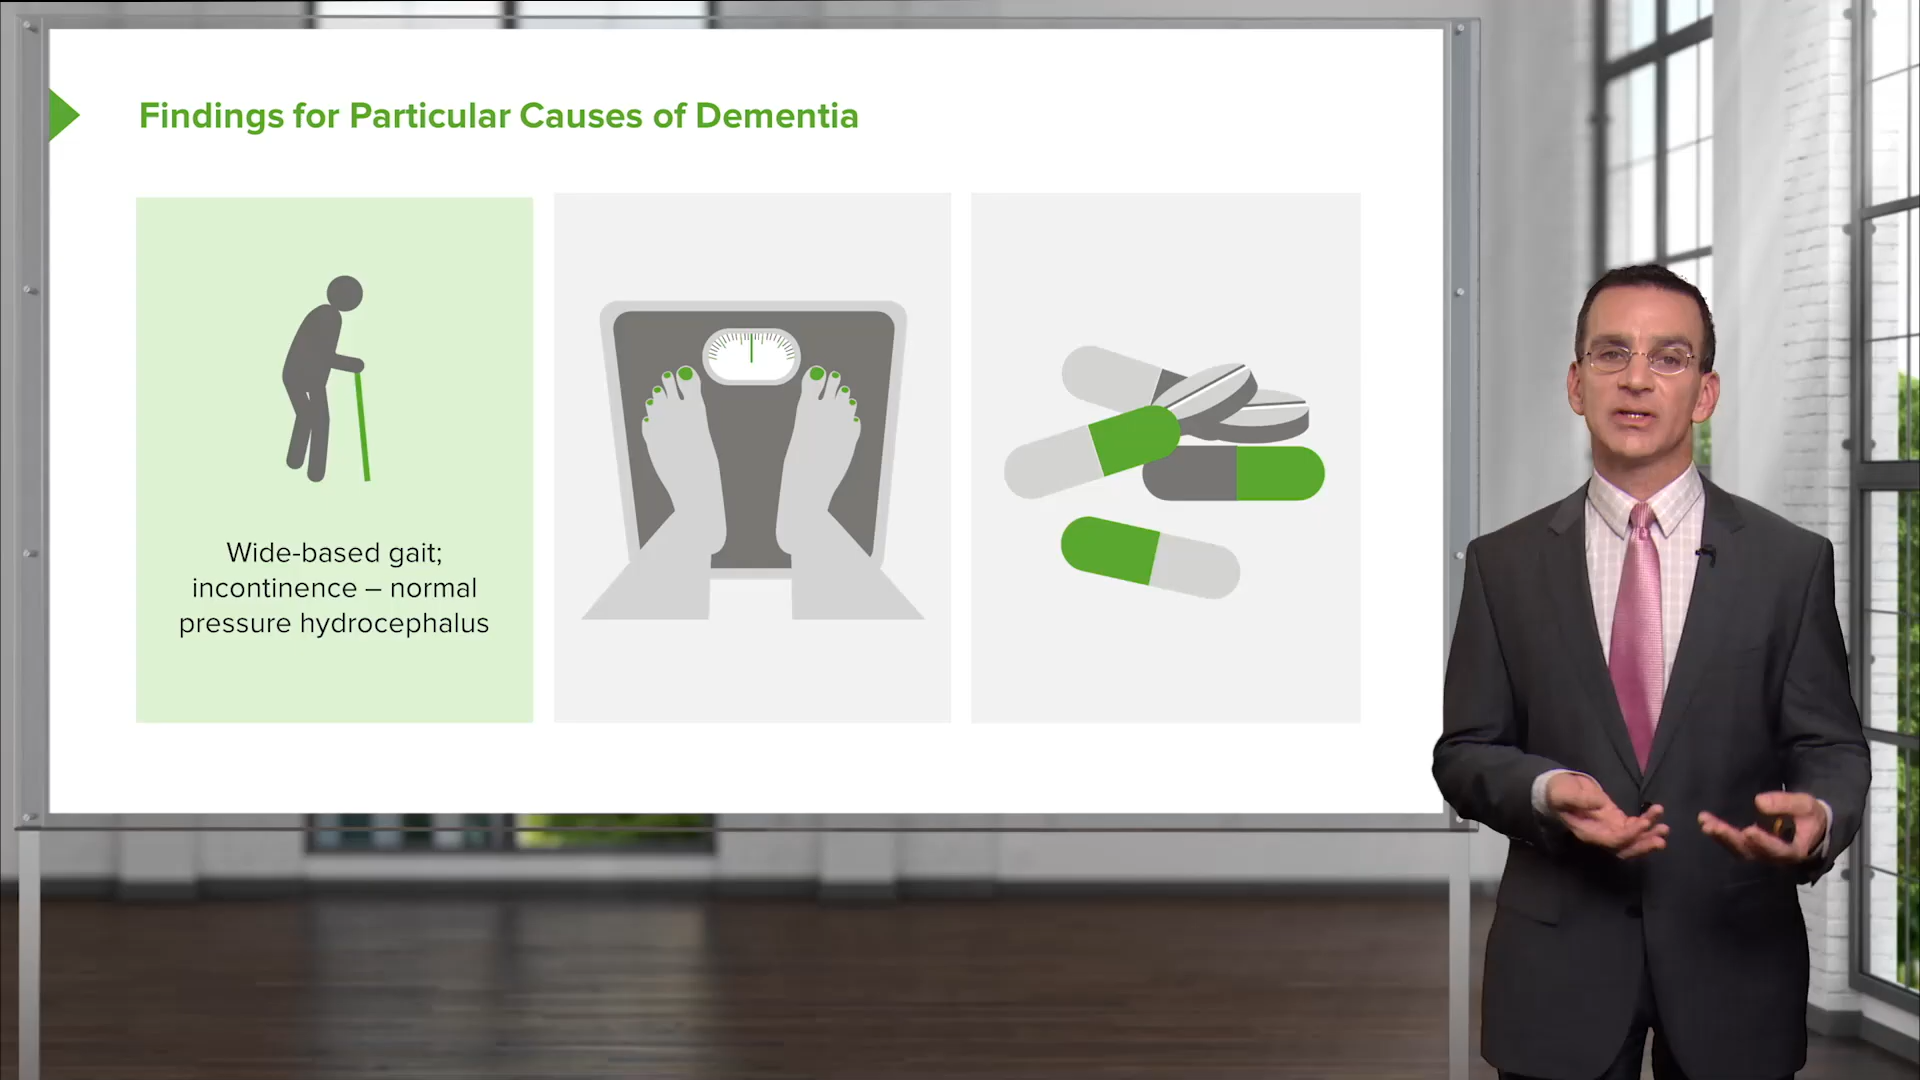 Findings for Particular Causes of Dementia
Wide-based gait;
incontinence – normal
pressure hydrocephalus